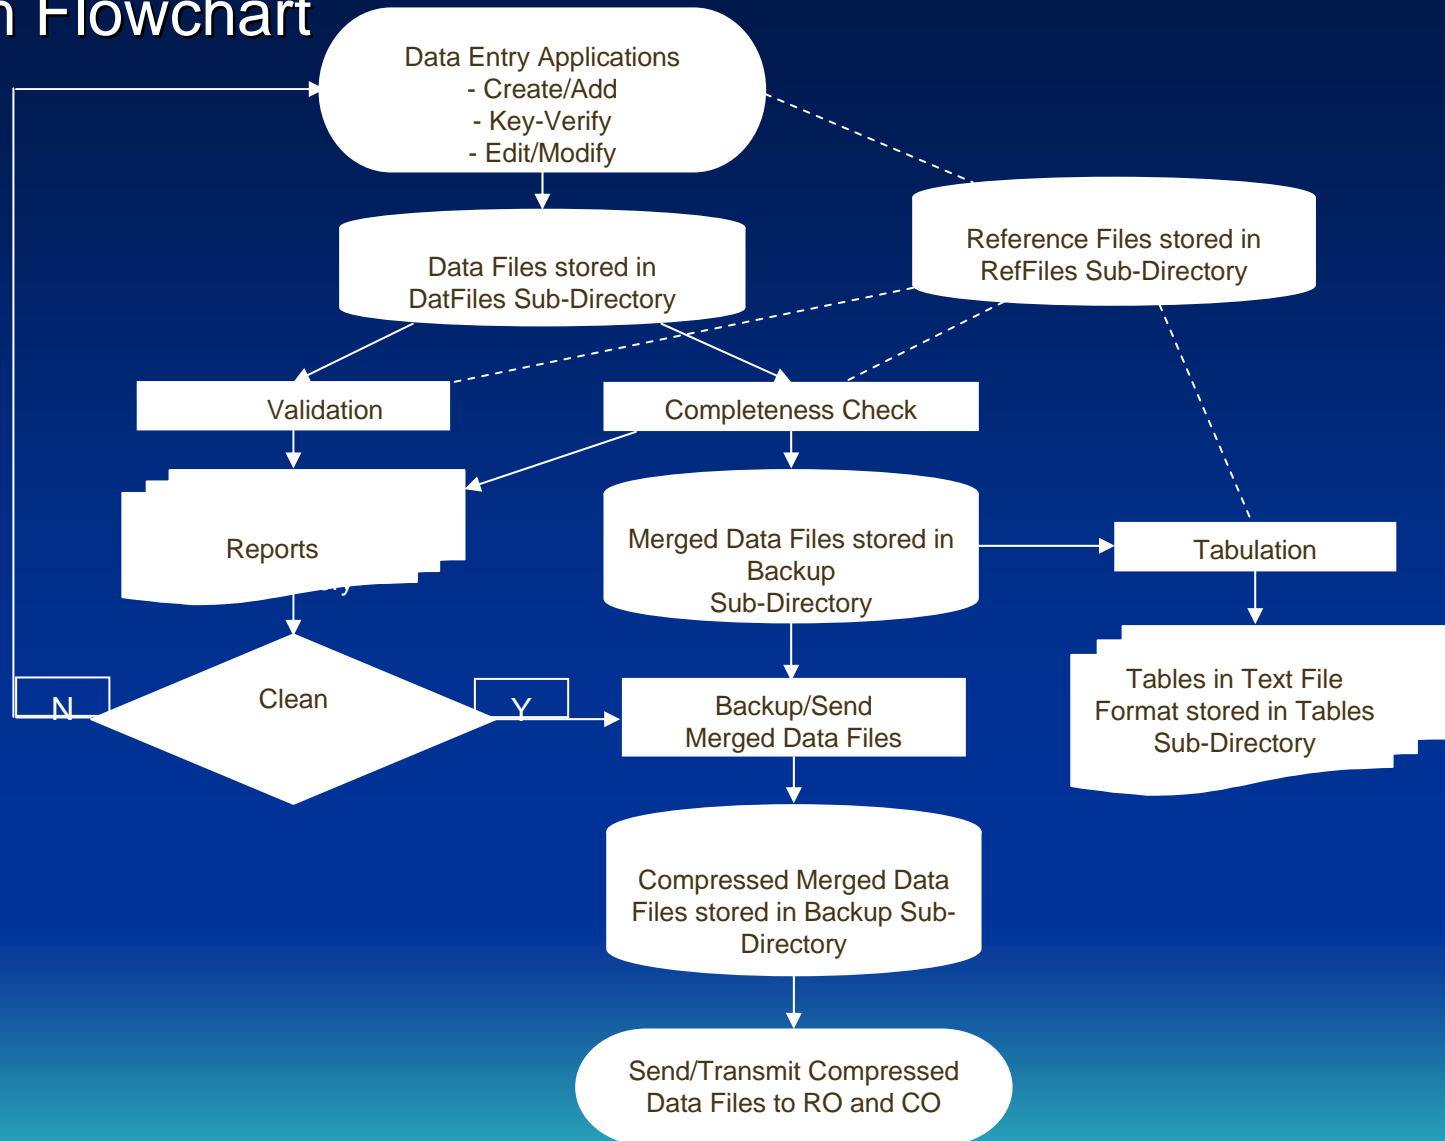 Flowchart
Data Entry Applications
- Create/Add
- Key-Verify
- Edit/Modify
Reference Files stored in
RefFiles Sub-Directory
Data Files stored in
DatFiles Sub-Directory
Validation
Completeness Check
Reports
Merged Data Files stored in
Backup
Sub-Directory
Tabulation
Clean
N
Y
Backup/Send
Merged Data Files
Tables in Text File
Format stored in Tables
Sub-Directory
Compressed Merged Data
Files stored in Backup Sub-
Directory
Send/Transmit Compressed
Data Files to RO and CO